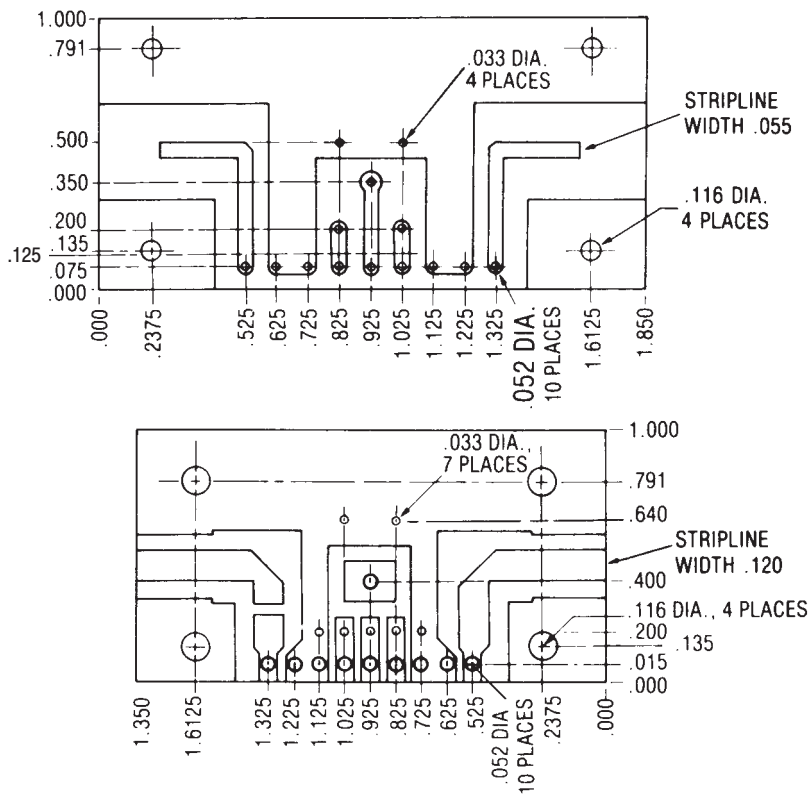 1.000
.791
.500
.350
.200
.135
.125
.075
.000
.033 DIA.
4 PLACES
STRIPLINE
WIDTH .055
.116 DIA.
4 PLACES
.052 DIA.
10 PLACES
.000
.2375
.525
.625
.725
.825
.925
1.025
1.125
1.225
1.325
1.6125
1.850
.033 DIA.,
7 PLACES
1.000
.791
.640
STRIPLINE
WIDTH .120
.400
.116 DIA., 4 PLACES
.200
.135
.015
.000
1.350
1.6125
1.325
1.225
1.125
1.025
.925
.825
.725
.625
.525
.052 DIA
10 PLACES
.2375
.000